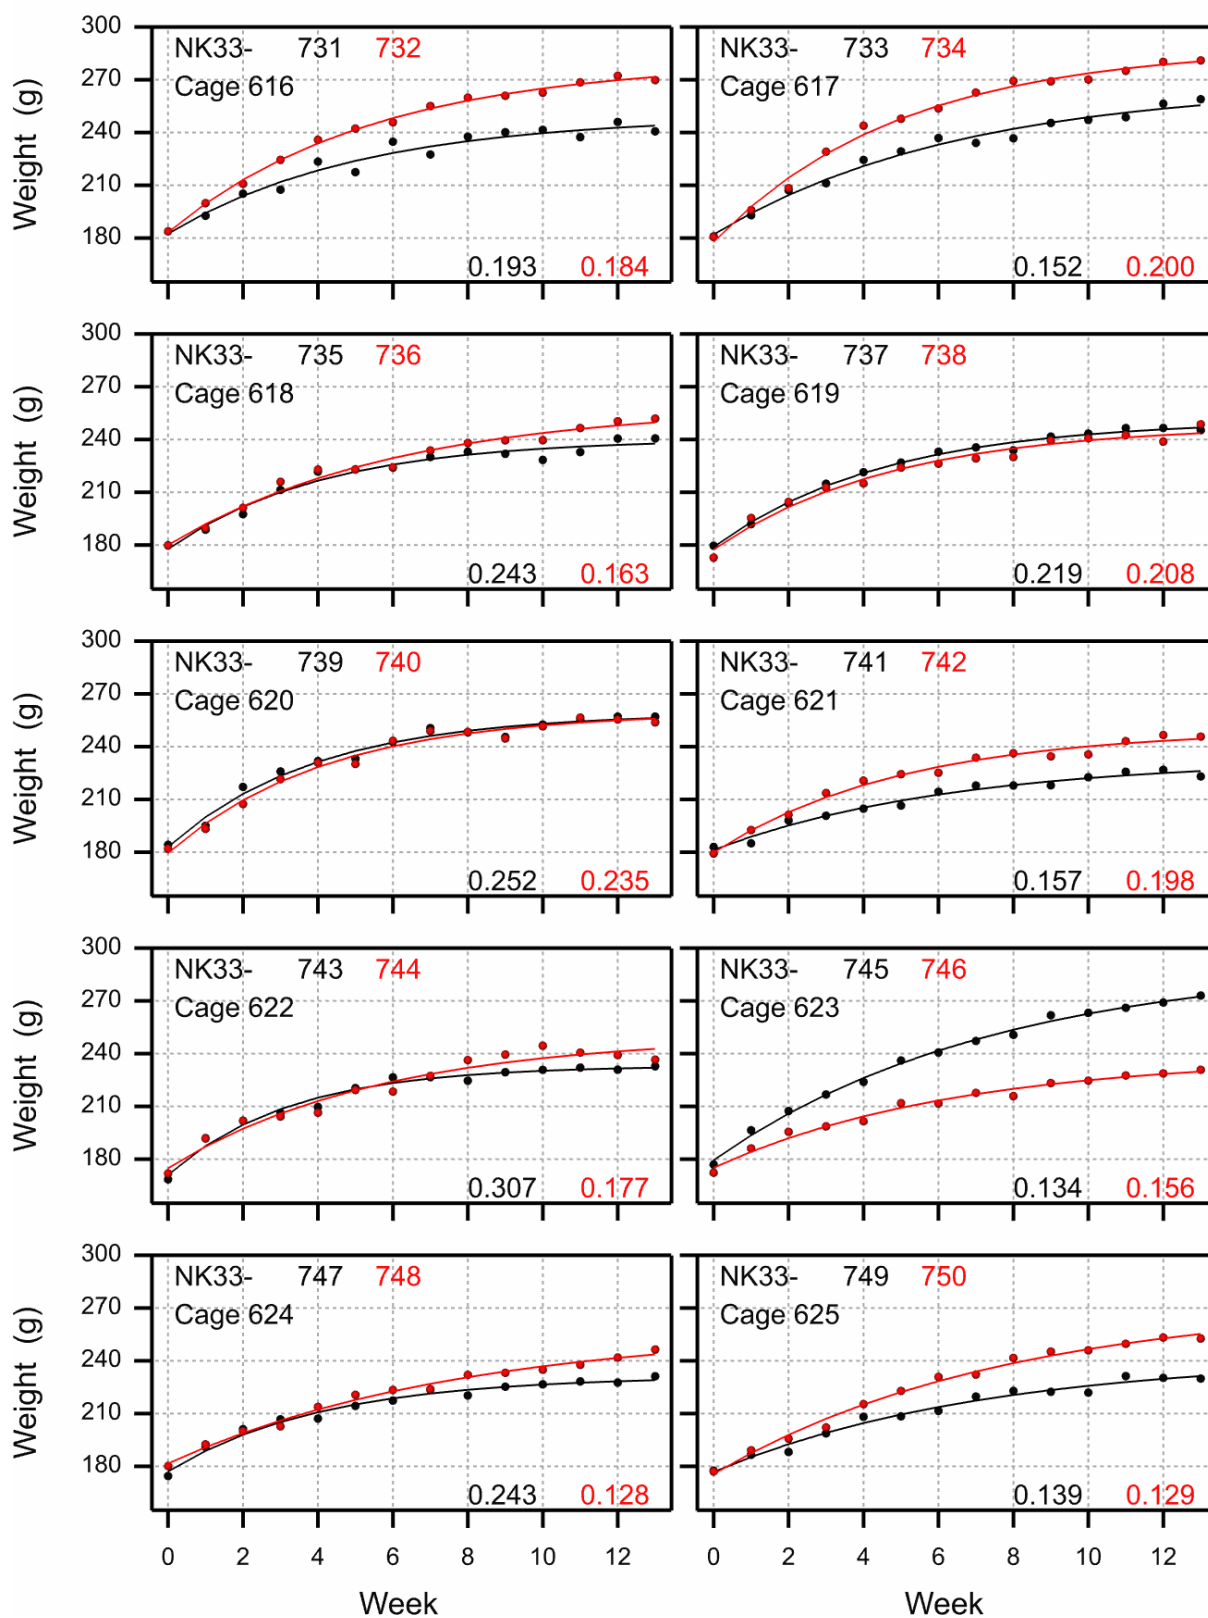 300
270
240
210
180
Weight (g)
NK33- 731 732
Cage 616
0.193 0.184
NK33- 733 734
Cage 617
0.152 0.200
300
270
240
210
180
Weight (g)
NK33- 735 736
Cage 618
0.243 0.163
NK33- 737 738
Cage 619
0.219 0.208
300
270
240
210
180
Weight (g)
NK33- 739 740
Cage 620
0.252 0.235
NK33- 741 742
Cage 621
0.157 0.198
300
270
240
210
180
Weight (g)
NK33- 743 744
Cage 622
0.307 0.177
NK33- 745 746
Cage 623
0.134 0.156
300
270
240
210
180
Weight (g)
NK33- 747 748
Cage 624
0.243 0.128
NK33- 749 750
Cage 625
0.139 0.129
0 2 4 6 8 10 12
0 2 4 6 8 10 12
Week
Week